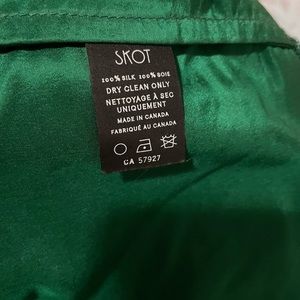 SKOT
100% SILK 100% SOIE
DRY CLEAN ONLY
NETTOYAGE À SEC
UNIQUEMENT
MADE IN CANADA
FABRIQUÉ AU CANADA
CA 57927